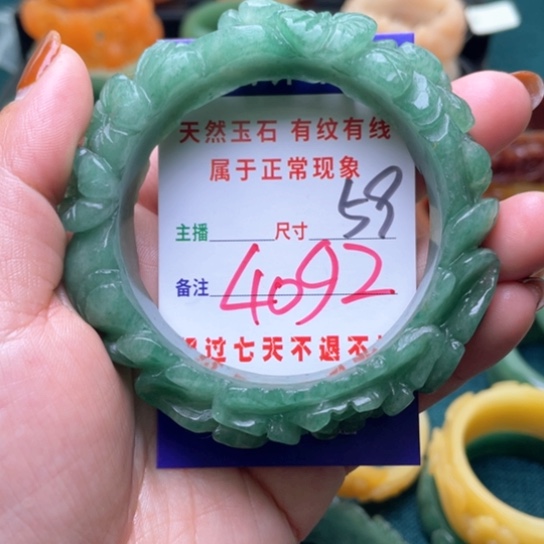 天然玉石 有纹有线
属于正常现象
主播 尺寸 59
备注 4092
过七天不退不